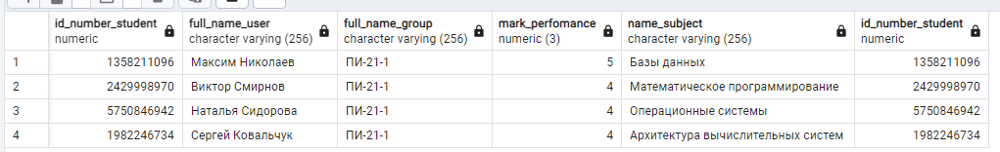 id_number_student full_name_user full_name_group mark_perfomance name_subject id_number_student
numeric character varying (256) character varying (256) numeric (3) character varying (256) numeric
1 1358211096 Максим Николаев ПИ-21-1 5 Базы данных 1358211096
2 2429998970 Виктор Смирнов ПИ-21-1 4 Математическое программирование 2429998970
3 5750846942 Наталья Сидорова ПИ-21-1 4 Операционные системы 5750846942
4 1982246734 Сергей Ковальчук ПИ-21-1 4 Архитектура вычислительных систем 1982246734